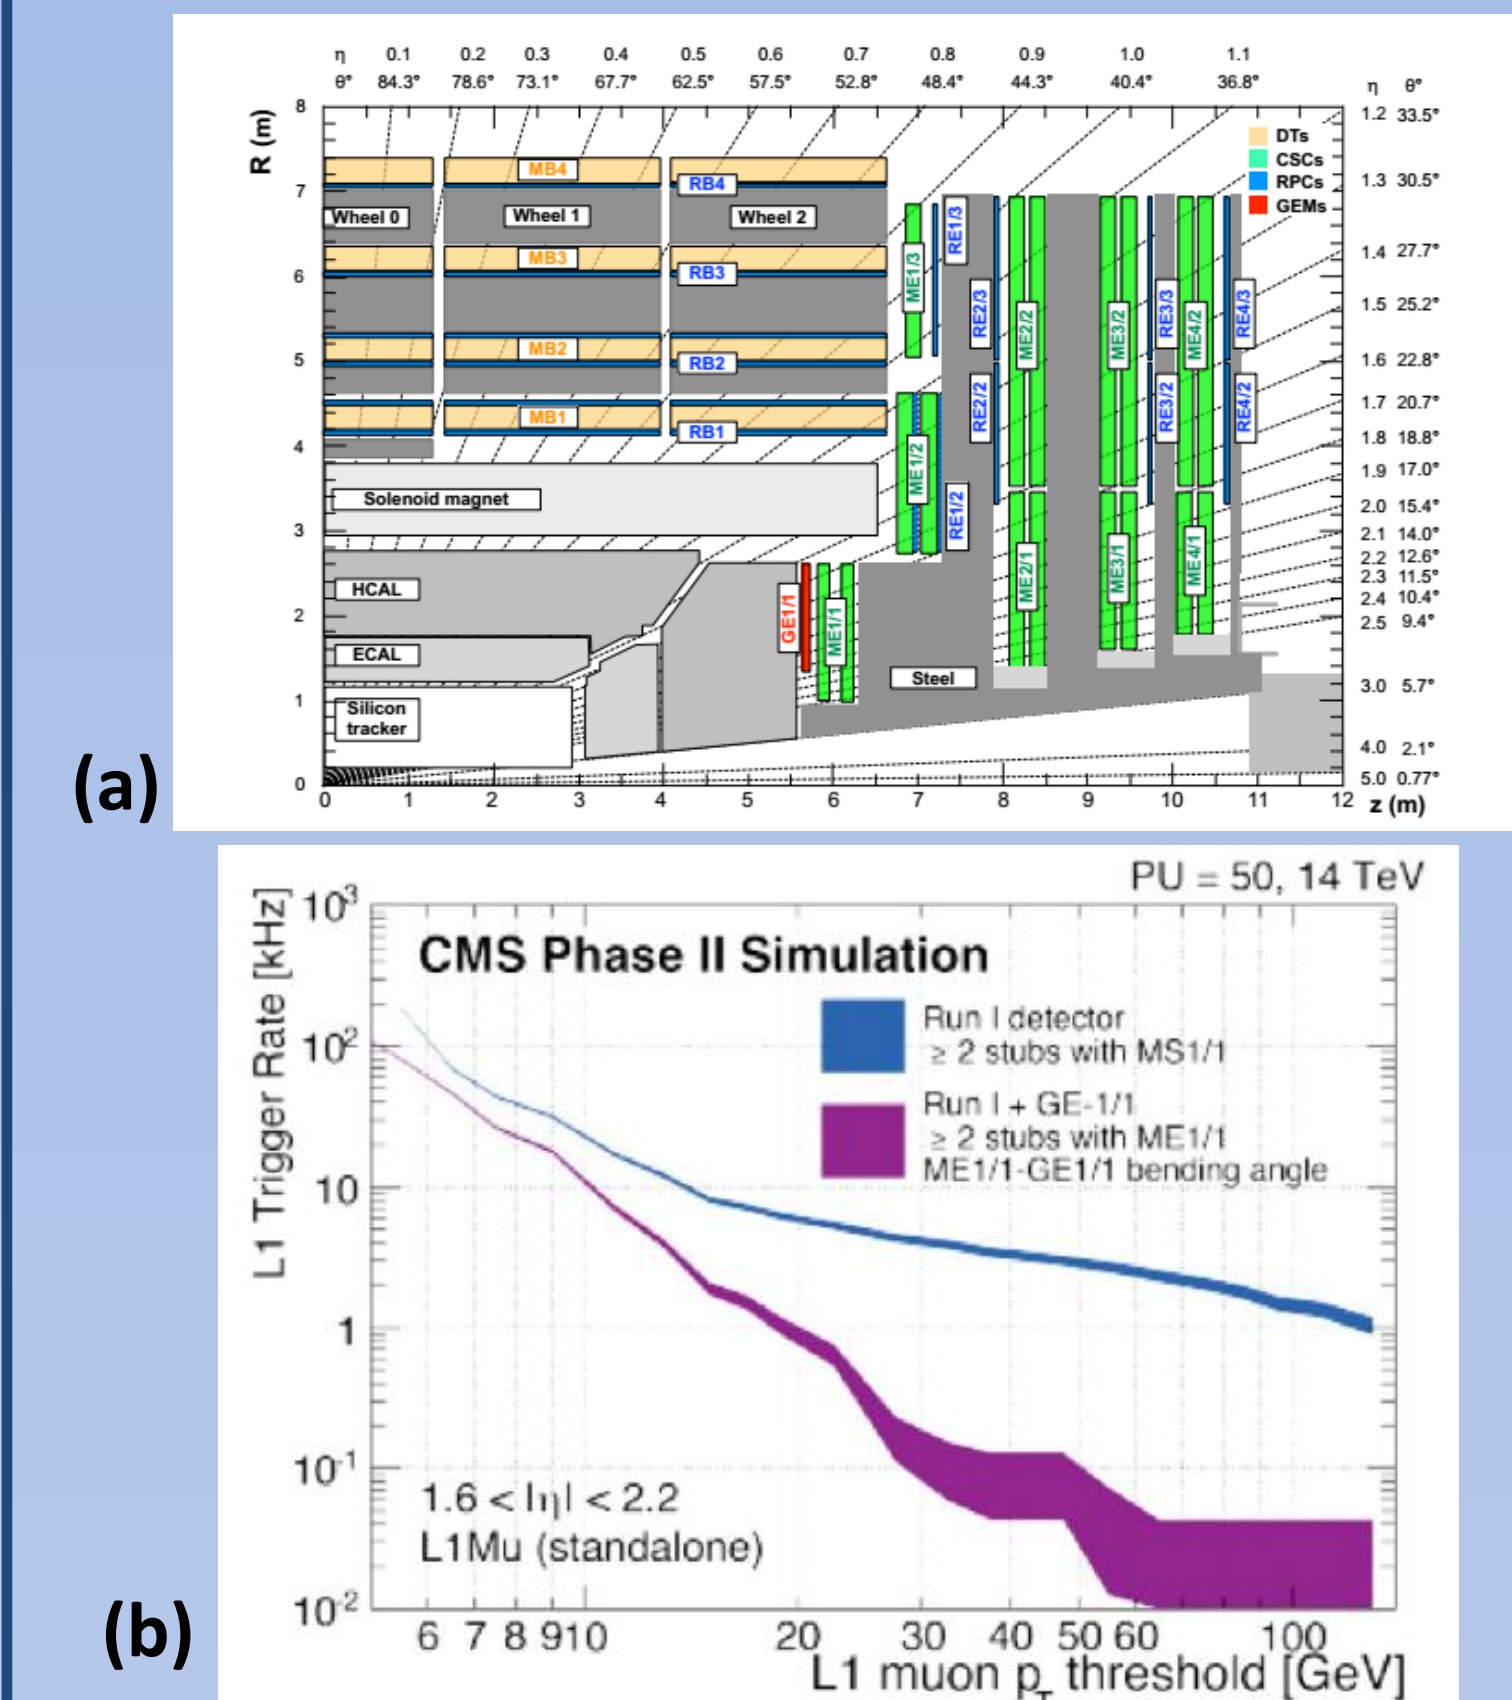 η 0.1 0.2 0.3 0.4 0.5 0.6 0.7 0.8 0.9 1.0 1.1
θ° 84.3° 78.6° 73.1° 67.7° 62.5° 57.5° 52.8° 48.4° 44.3° 40.4° 36.8°
η θ°
1.2 33.5°
1.3 30.5°
1.4 27.7°
1.5 25.2°
1.6 22.8°
1.7 20.7°
1.8 18.8°
1.9 17.0°
2.0 15.4°
2.1 14.0°
2.2 12.6°
2.3 11.5°
2.4 10.4°
2.5 9.4°
3.0 5.7°
4.0 2.1°
5.0 0.77°
R (m)
8
7
6
5
4
3
2
1
0
DTs
CSCs
RPCs
GEMs
MB4
RB4
Wheel 0
Wheel 1
Wheel 2
MB3
RB3
MB2
RB2
MB1
RB1
Solenoid magnet
HCAL
ECAL
Silicon
tracker
Steel
ME1/3
RE1/3
RE2/3
ME2/2
ME3/2
RE3/3
ME4/2
RE4/3
RE2/2
RE3/2
RE4/2
ME1/2
RE1/2
GE1/1
ME1/1
ME2/1
ME3/1
ME4/1
0 1 2 3 4 5 6 7 8 9 10 11 12 z (m)
(a)
PU = 50, 14 TeV
CMS Phase II Simulation
Run I detector
≥ 2 stubs with MS1/1
Run I + GE-1/1
≥ 2 stubs with ME1/1
ME1/1-GE1/1 bending angle
L1 Trigger Rate [kHz]
10³
10²
10
1
10⁻¹
10⁻²
1.6 < |η| < 2.2
L1Mu (standalone)
6 7 8 910 20 30 40 50 60 100
L1 muon pT threshold [GeV]
(b)